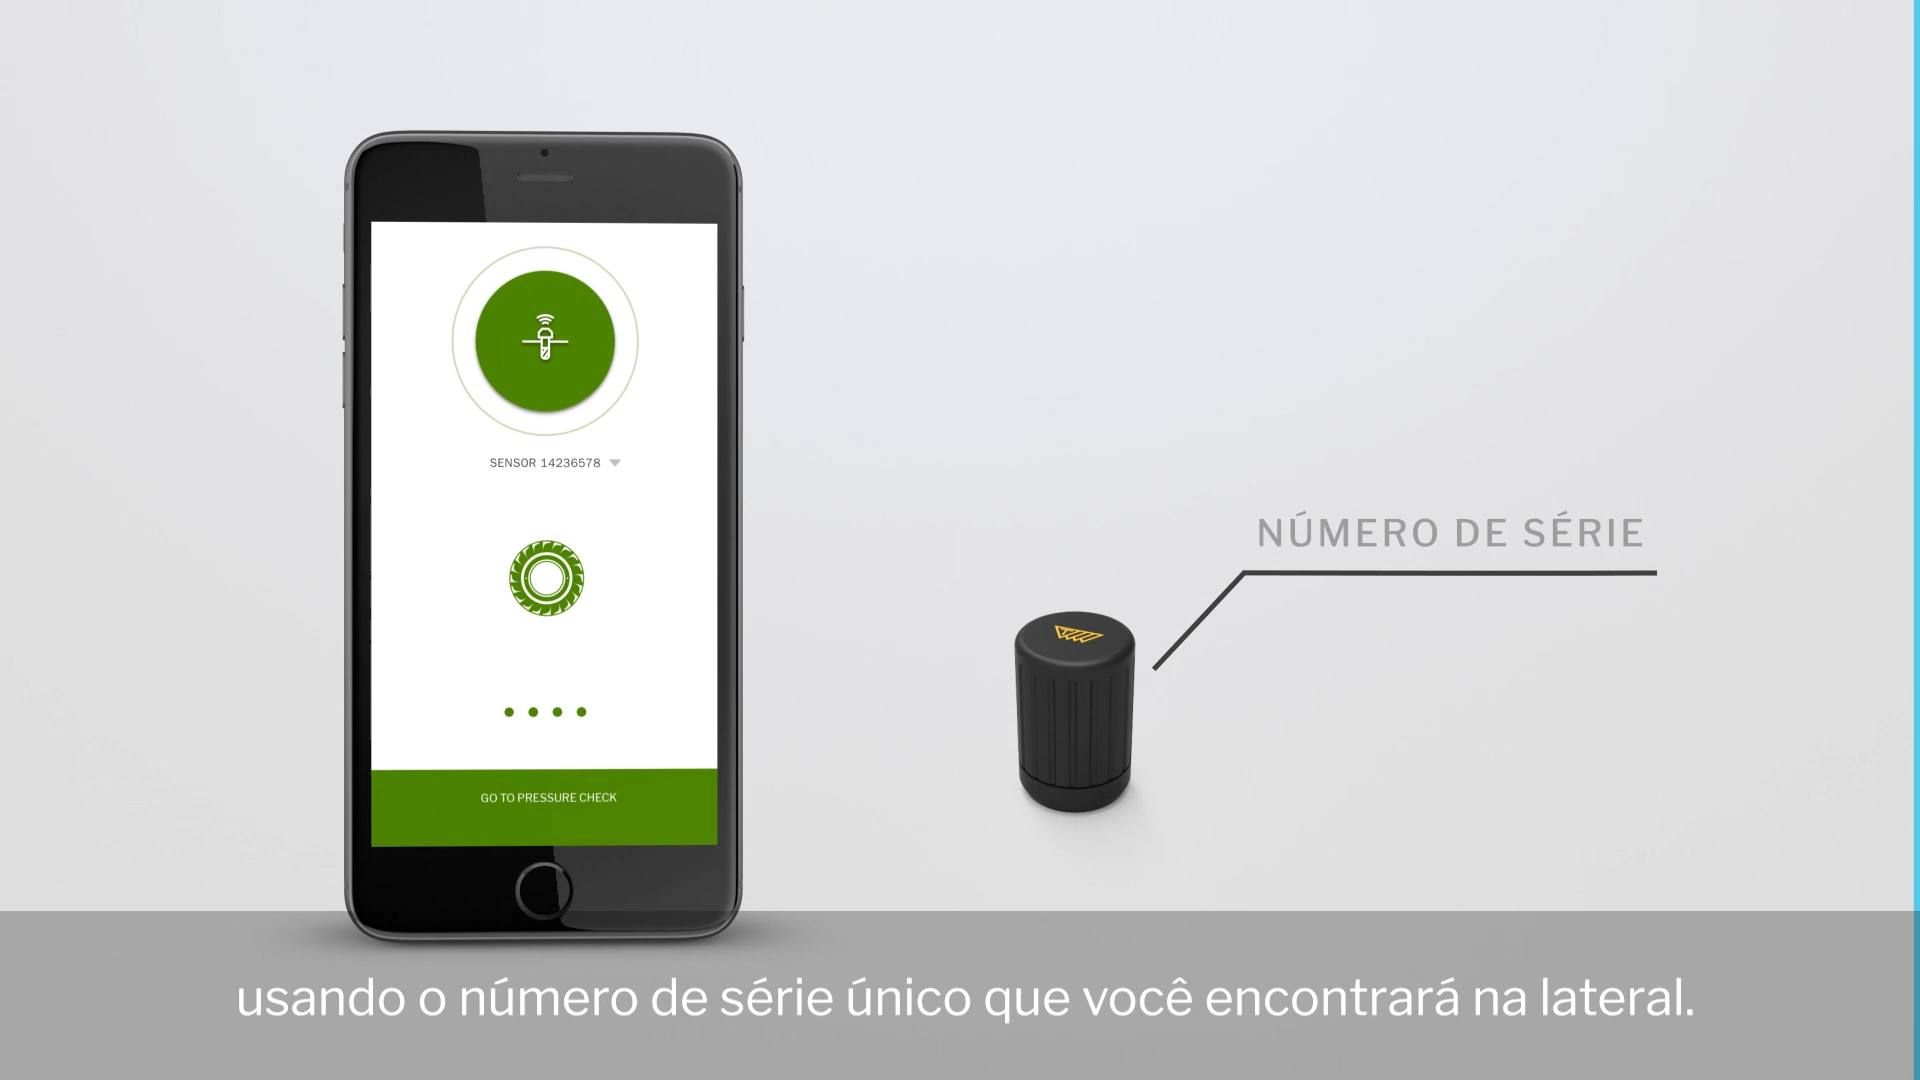 SENSOR 14236578
GO TO PRESSURE CHECK
NÚMERO DE SÉRIE
usando o número de série único que você encontrará na lateral.